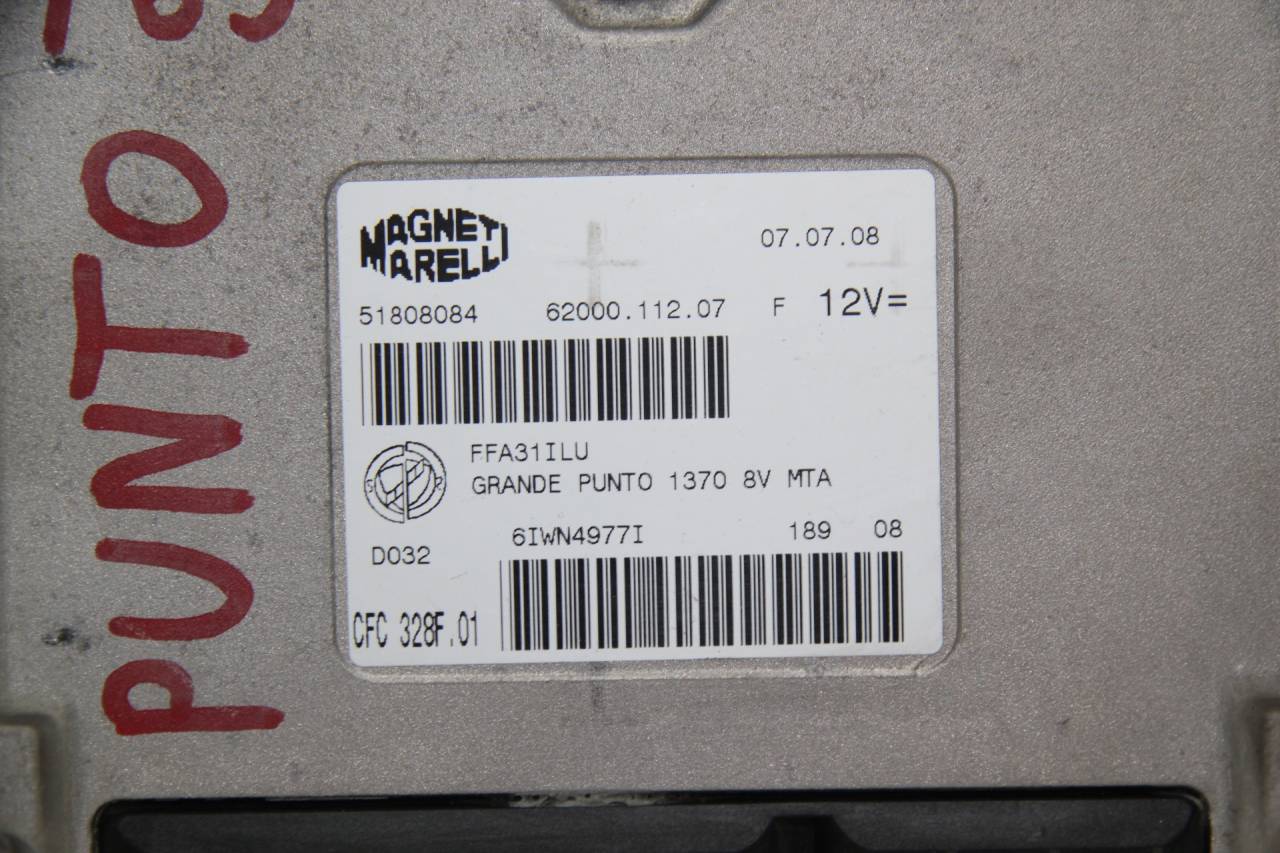 PUNTO
MAGNETI
MARELLI
07.07.08
51808084 62000.112.07 F 12V=
FFA31ILU
GRANDE PUNTO 1370 8V MTA
S R
6IWN4977I 189 08
D032
CFC 328F.01